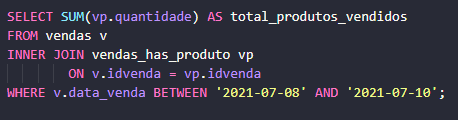 SELECT SUM(vp.quantidade) AS total_produtos_vendidos
FROM vendas v
INNER JOIN vendas_has_produto vp
ON v.idvenda = vp.idvenda
WHERE v.data_venda BETWEEN '2021-07-08' AND '2021-07-10';